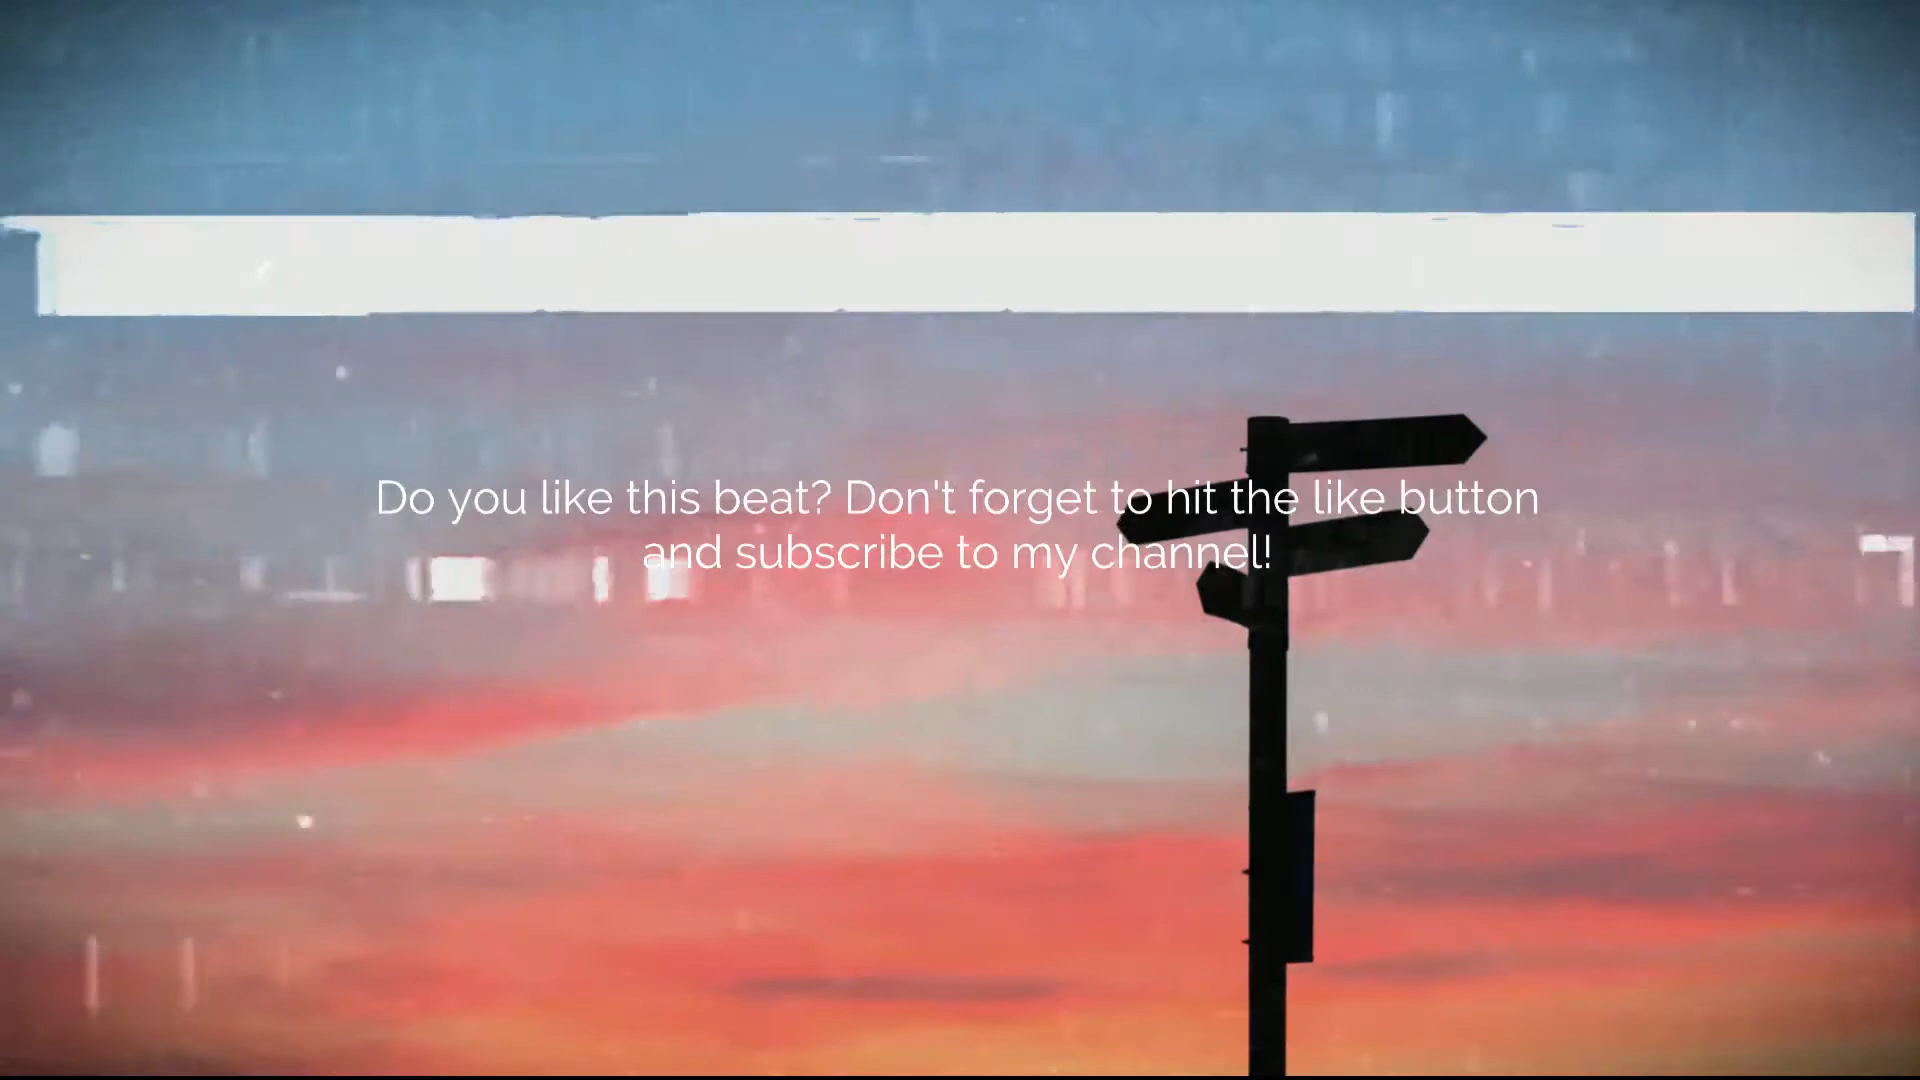 Do you like this beat? Don't forget to hit the like button
and subscribe to my channel!